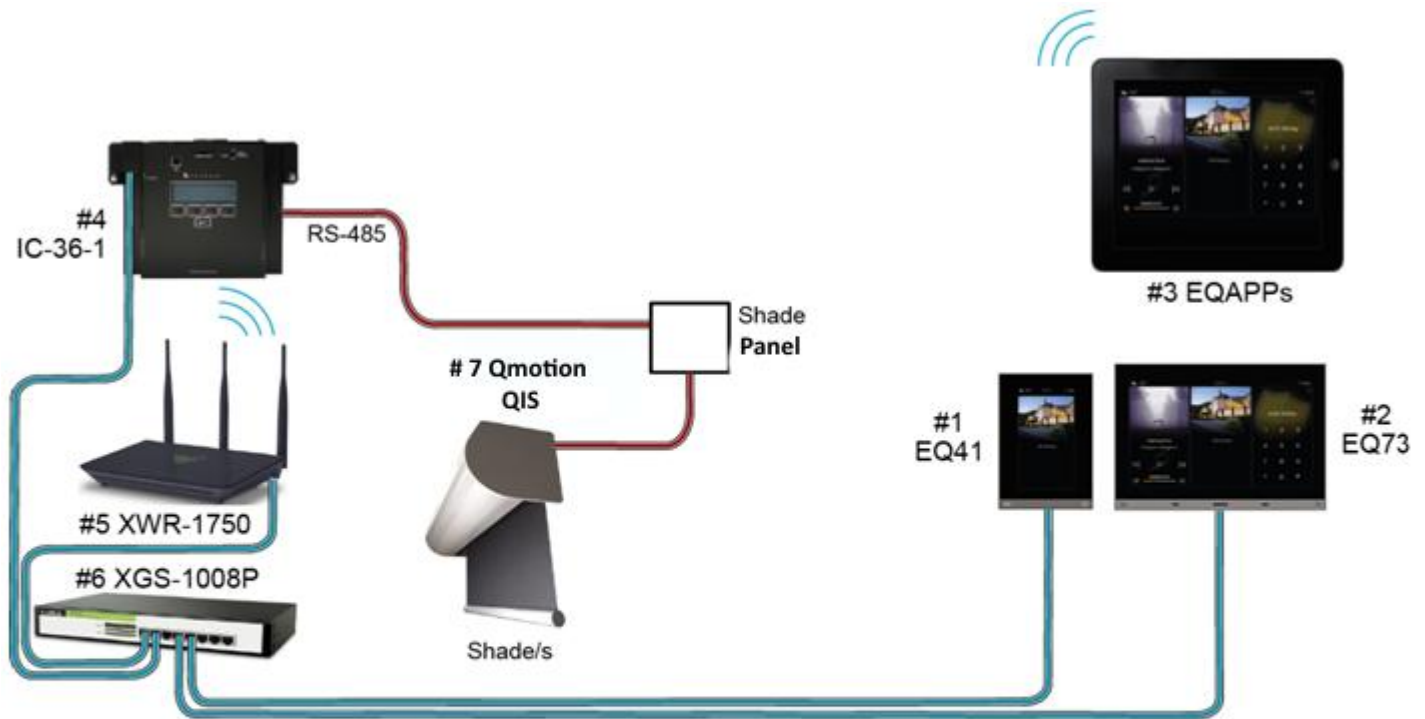 #4
IC-36-1
RS-485
#3 EQAPPs
Shade
Panel
# 7 Qmotion
QIS
#1
EQ41
#2
EQ73
#5 XWR-1750
#6 XGS-1008P
Shade/s